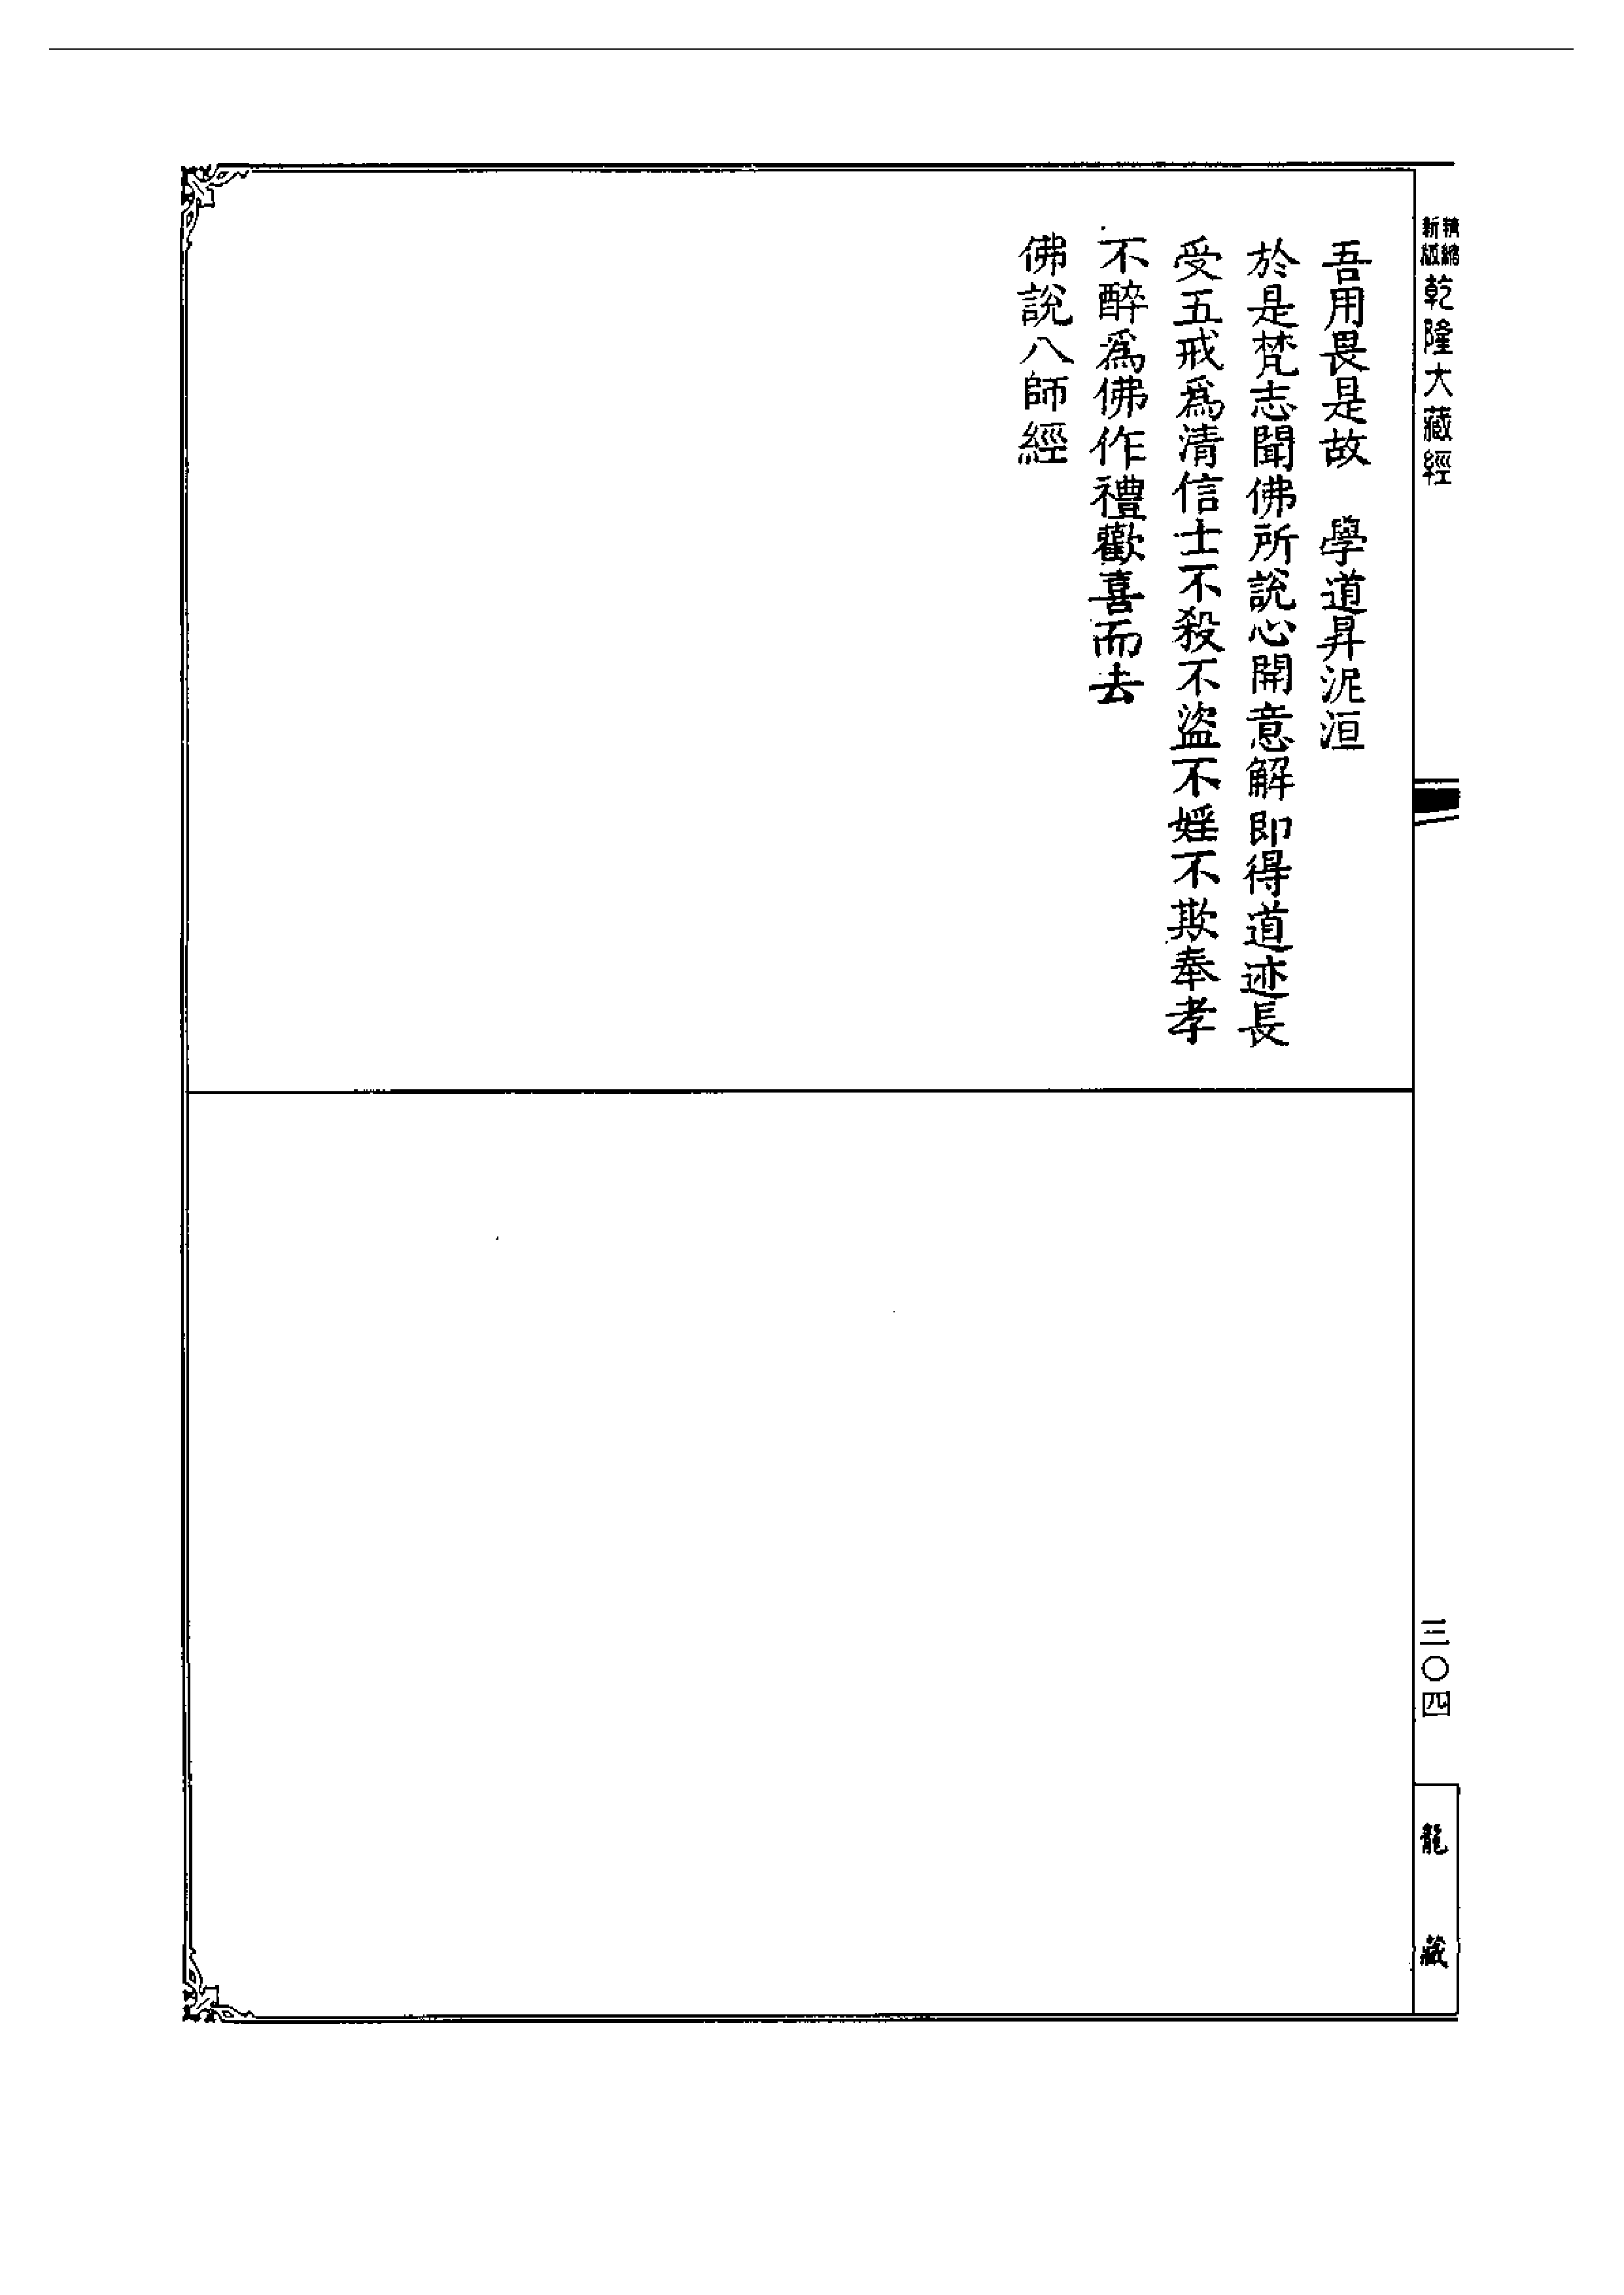 精縮新版乾隆大藏經
吾用畏是故　學道昇泥洹
於是梵志聞佛所說心開意解即得道迹長
受五戒爲清信士不殺不盜不婬不欺奉孝
不醉爲佛作禮歡喜而去
佛說八師經
三〇四
龍藏